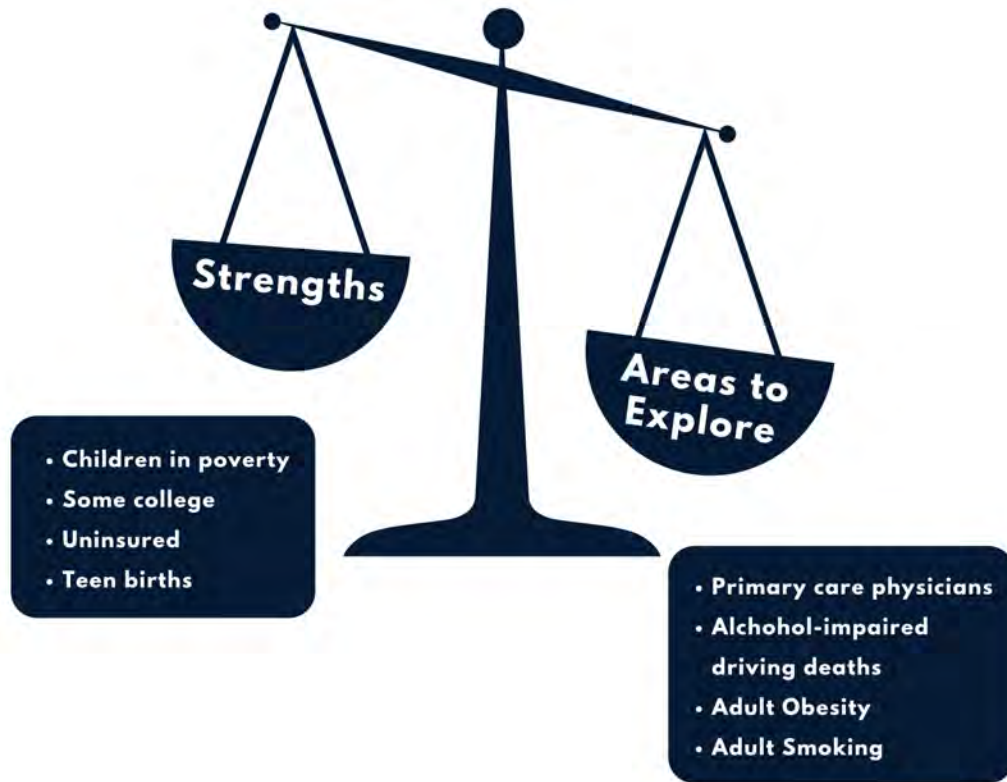 Strengths
Areas to
Explore
• Children in poverty
• Some college
• Uninsured
• Teen births
• Primary care physicians
• Alchohol-impaired
driving deaths
• Adult Obesity
• Adult Smoking